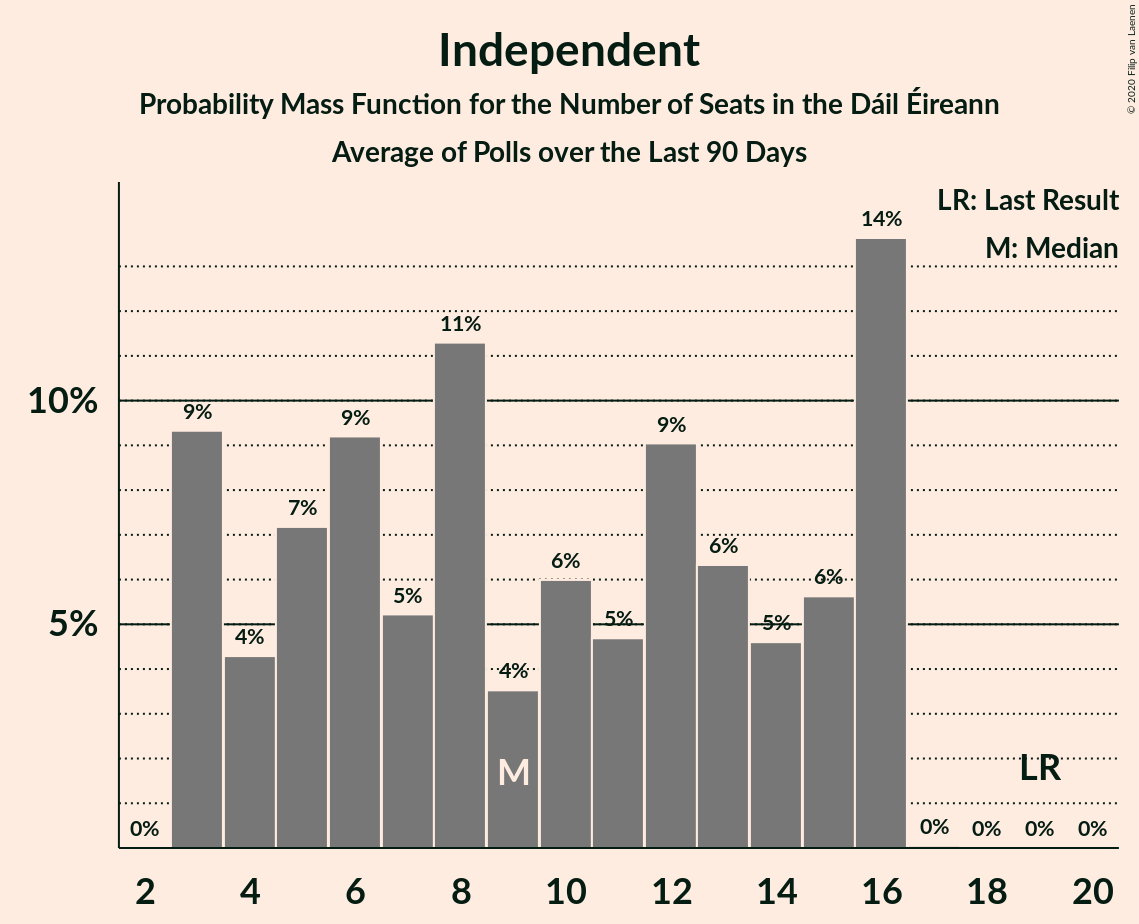 © 2020 Filip van Laenen
Independent
Probability Mass Function for the Number of Seats in the Dáil Éireann
Average of Polls over the Last 90 Days
LR: Last Result
M: Median
10%
5%
0%
9%
4%
7%
9%
5%
11%
4%
6%
5%
9%
6%
5%
6%
14%
0%
0%
0%
0%
M
LR
2 4 6 8 10 12 14 16 18 20